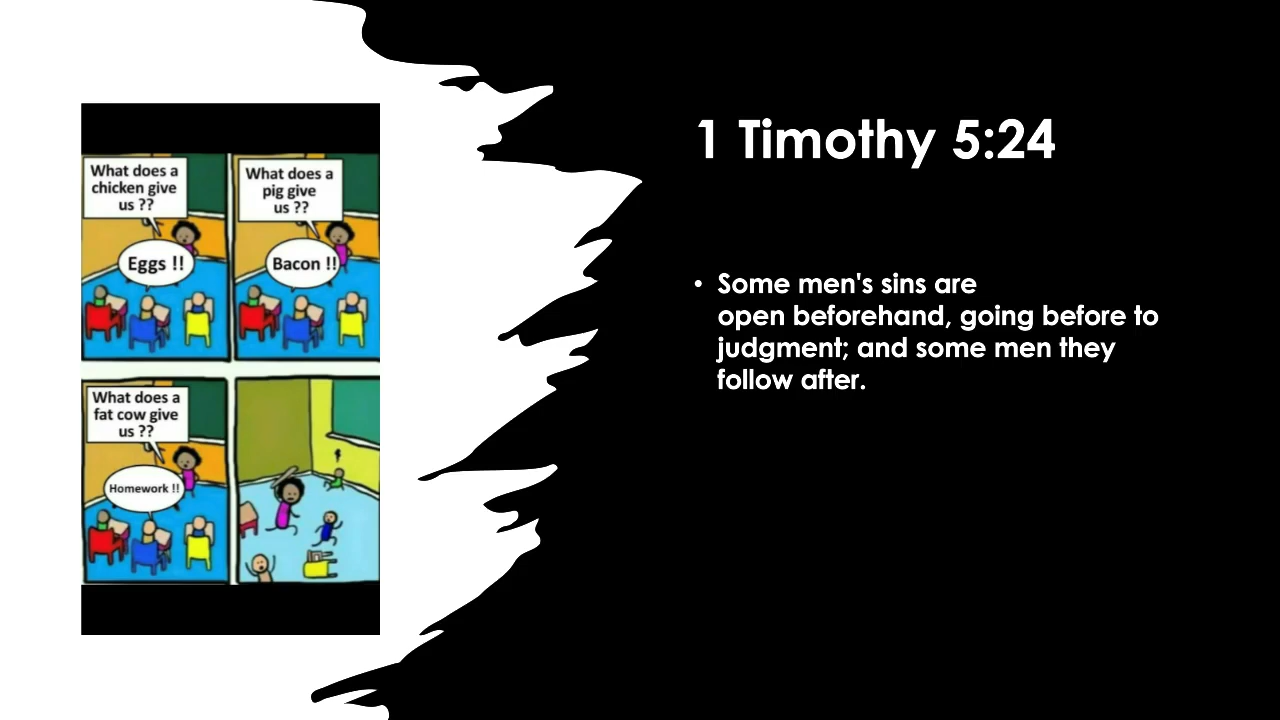 What does a
chicken give
us ??
Eggs !!
What does a
pig give
us ??
Bacon !!
What does a
fat cow give
us ??
Homework !!
1 Timothy 5:24
• Some men's sins are
open beforehand, going before to
judgment; and some men they
follow after.